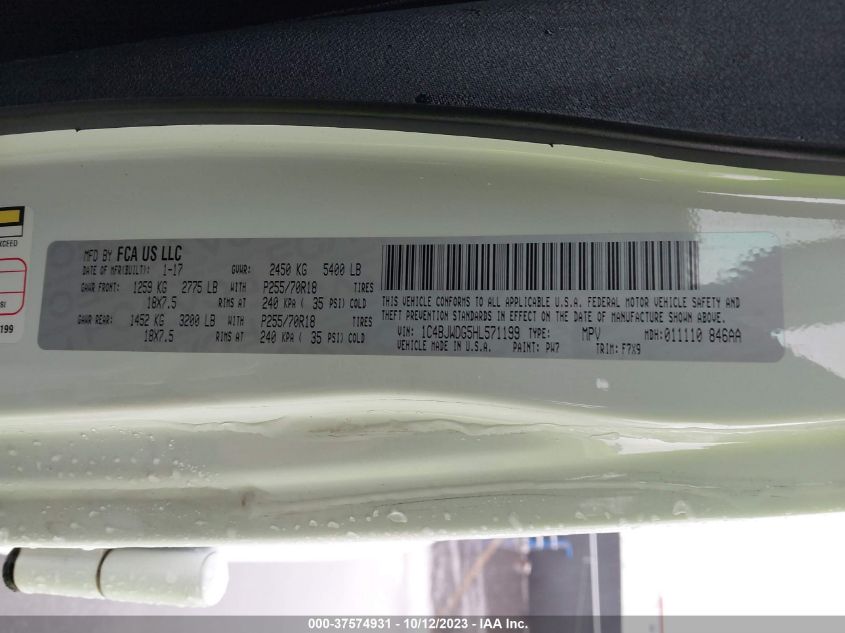 XCEED
SI
199
MFD BY FCA US LLC
DATE OF MFR(BUILT): 1-17 GVWR: 2450 KG 5400 LB
GAWR FRONT: 1259 KG 2775 LB WITH P255/70R18 TIRES
18X7.5 RIMS AT 240 KPA ( 35 PSI) COLD
GAWR REAR: 1452 KG 3200 LB WITH P255/70R18 TIRES
18X7.5 RIMS AT 240 KPA ( 35 PSI) COLD
THIS VEHICLE CONFORMS TO ALL APPLICABLE U.S.A. FEDERAL MOTOR VEHICLE SAFETY AND
THEFT PREVENTION STANDARDS IN EFFECT ON THE DATE OF MANUFACTURE SHOWN ABOVE.
VIN: 1C4BJWDG5HL571199 TYPE: MPV MDH: 011110 846AA
VEHICLE MADE IN U.S.A. PAINT: PW7 TRIM: F7X9
000-37574931 - 10/12/2023 - IAA Inc.